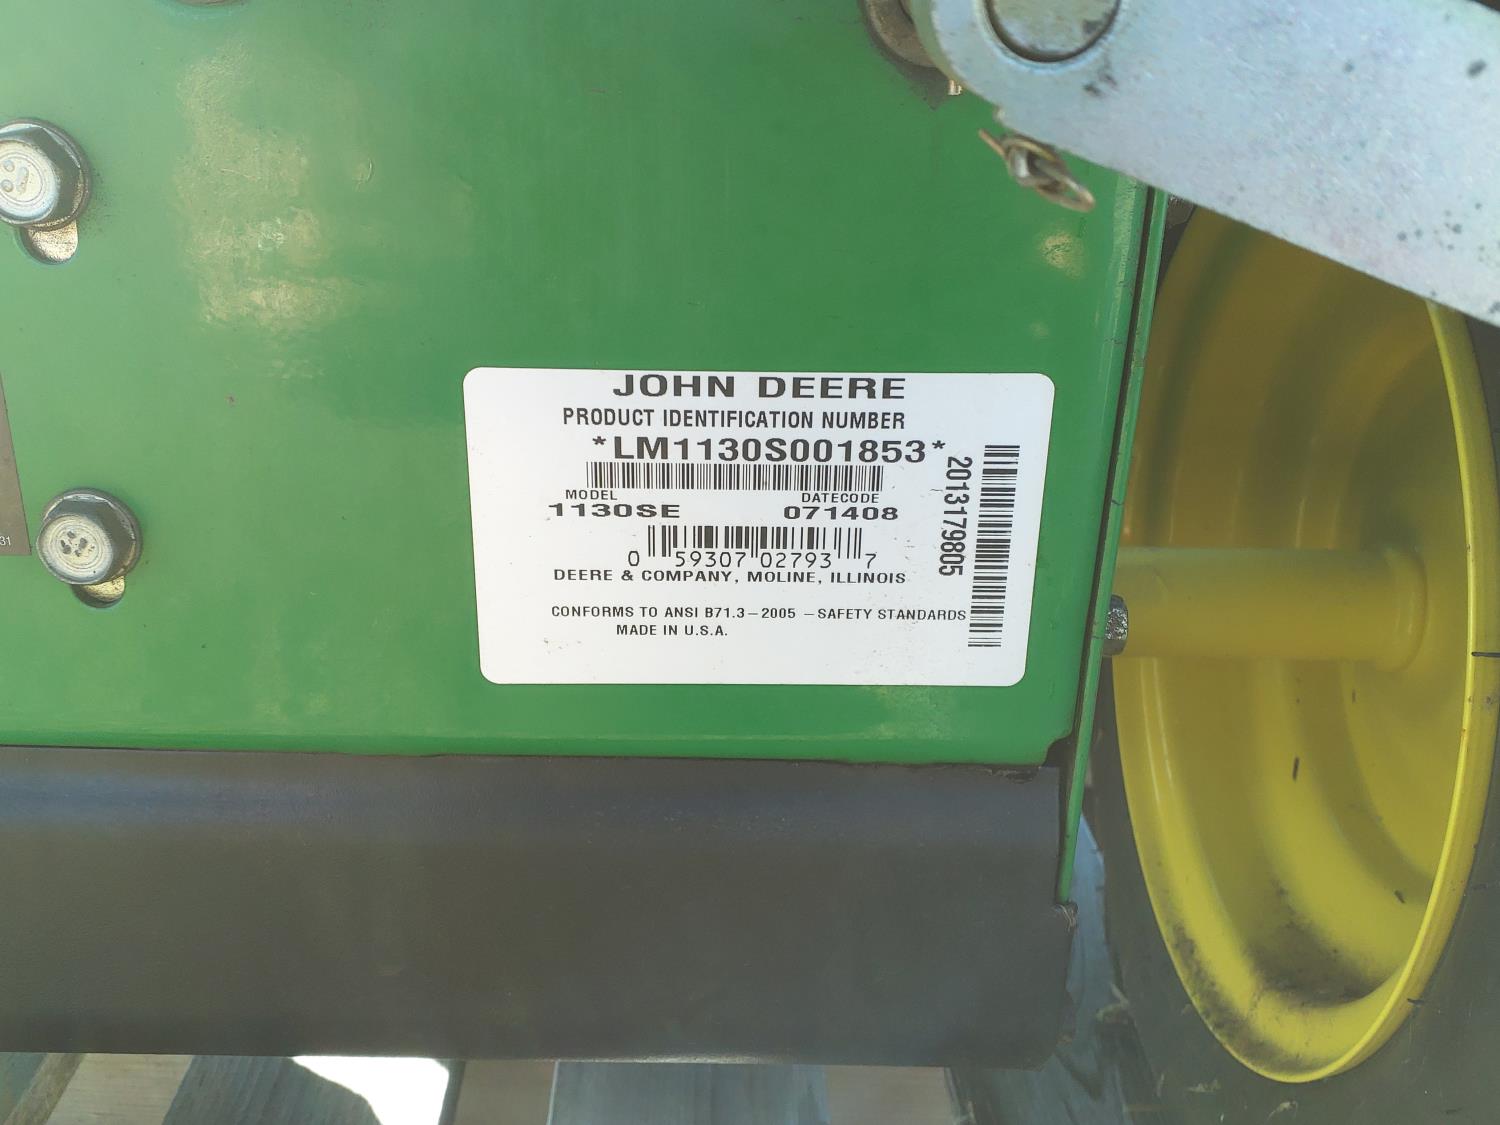 JOHN DEERE
PRODUCT IDENTIFICATION NUMBER
*LM1130S001853*
MODEL DATECODE
1130SE 071408
0 59307 02793 7
DEERE & COMPANY, MOLINE, ILLINOIS
CONFORMS TO ANSI B71.3-2005 -SAFETY STANDARDS
MADE IN U.S.A.
2013179805
31